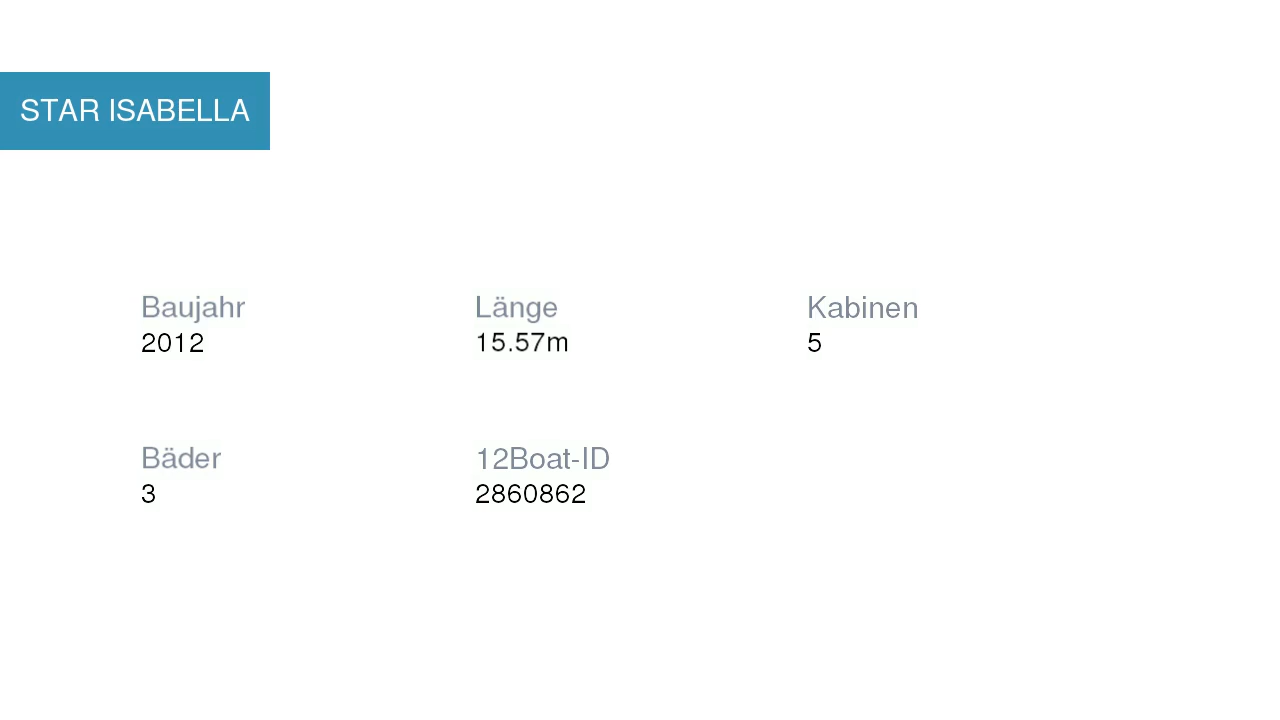 STAR ISABELLA
Baujahr
2012
Länge
15.57m
Kabinen
5
Bäder
3
12Boat-ID
2860862